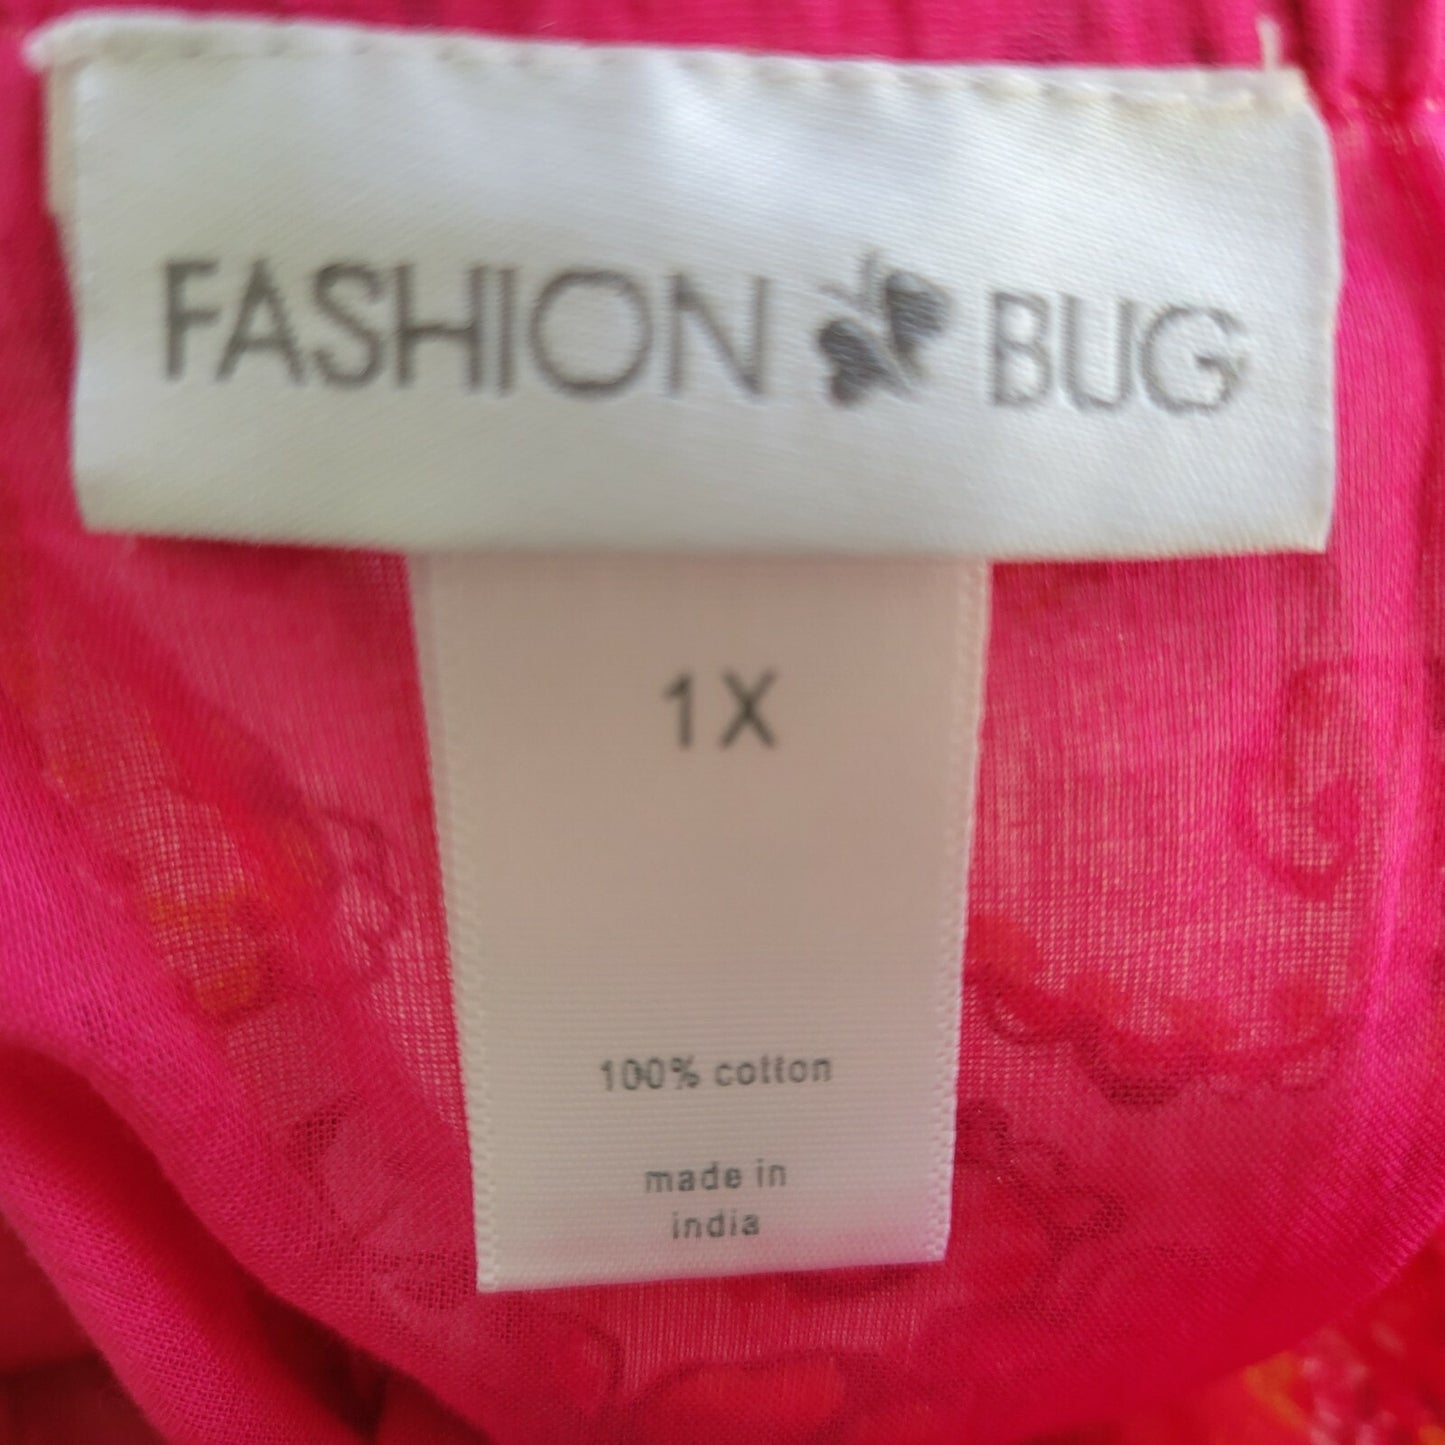 FASHION BUG
1X
100% cotton
made in
india